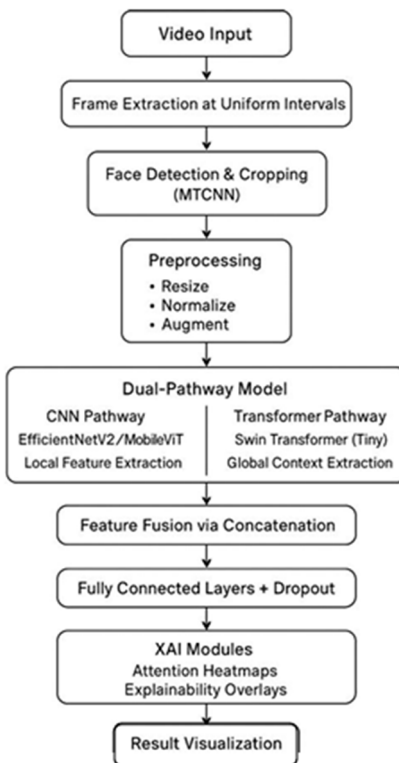 Video Input
Frame Extraction at Uniform Intervals
Face Detection & Cropping
(MTCNN)
Preprocessing
• Resize
• Normalize
• Augment
Dual-Pathway Model
CNN Pathway
EfficientNetV2/MobileViT
Local Feature Extraction
Transformer Pathway
Swin Transformer (Tiny)
Global Context Extraction
Feature Fusion via Concatenation
Fully Connected Layers + Dropout
XAI Modules
Attention Heatmaps
Explainability Overlays
Result Visualization